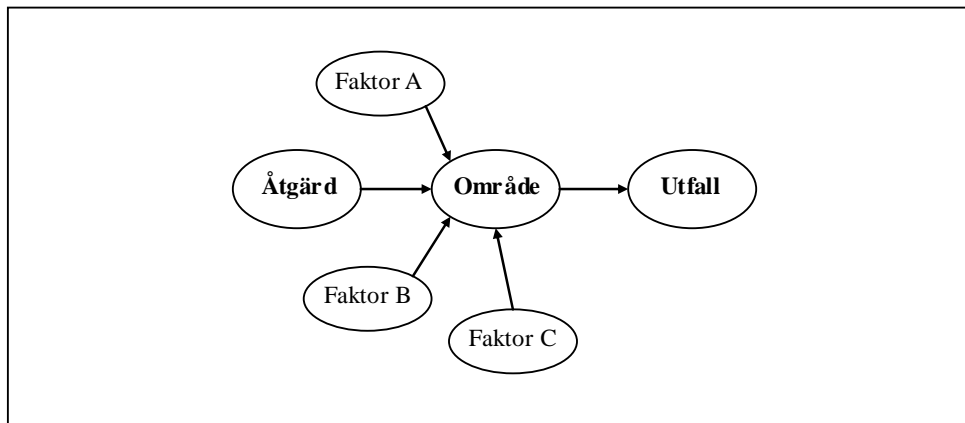 Faktor A
Åtgärd
Område
Utfall
Faktor B
Faktor C